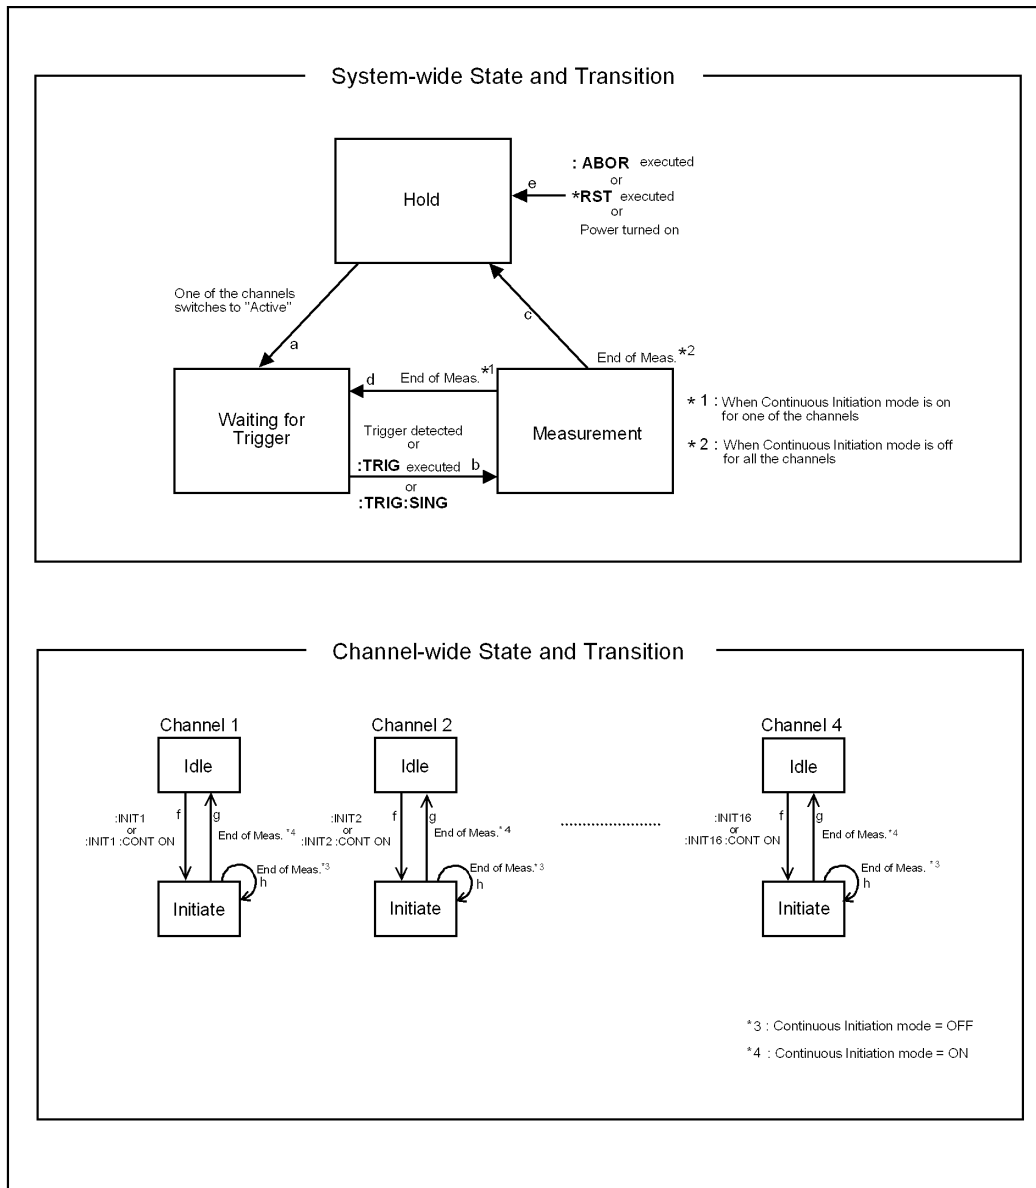 System-wide State and Transition
Hold
e
: ABOR executed
or
*RST executed
or
Power turned on
One of the channels
switches to "Active"
a
c
End of Meas.*2
d
End of Meas.*1
Waiting for
Trigger
Trigger detected
or
:TRIG executed b
or
:TRIG:SING
Measurement
*1 : When Continuous Initiation mode is on
for one of the channels
*2 : When Continuous Initiation mode is off
for all the channels
Channel-wide State and Transition
Channel 1
Idle
:INIT1
or
:INIT1 :CONT ON
f
g
End of Meas.*4
End of Meas.*3
h
Initiate
Channel 2
Idle
:INIT2
or
:INIT2 :CONT ON
f
g
End of Meas.*4
End of Meas.*3
h
Initiate
......................
Channel 4
Idle
:INIT16
or
:INIT16 :CONT ON
f
g
End of Meas.*4
End of Meas. *3
h
Initiate
*3 : Continuous Initiation mode = OFF
*4 : Continuous Initiation mode = ON